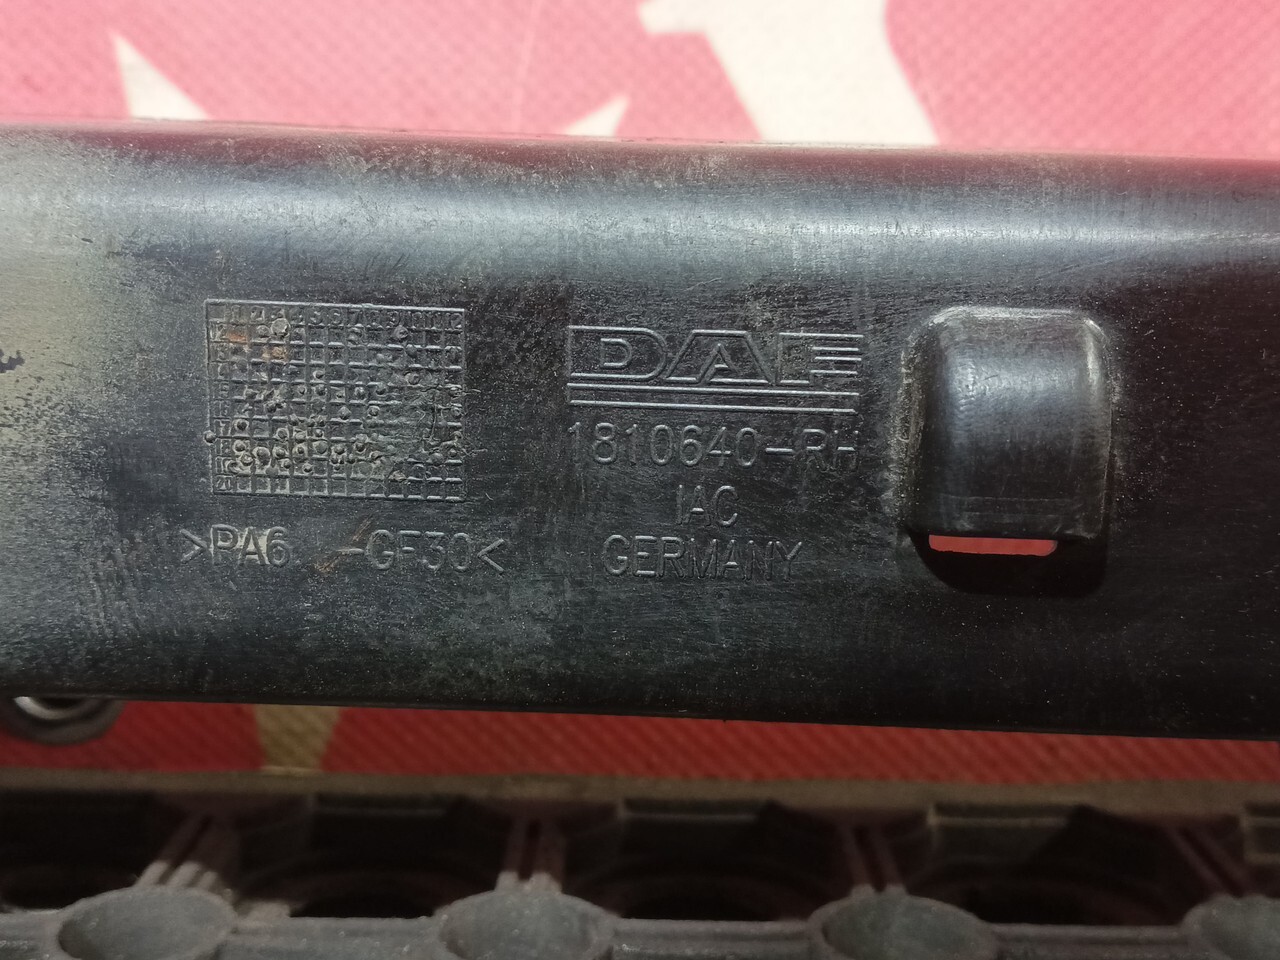 DAF
1810640-RH
IAC
GERMANY
>PA6 -GF30<